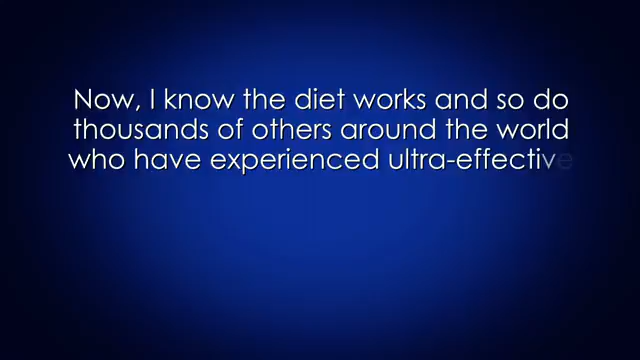 Now, I know the diet works and so do
thousands of others around the world
who have experienced ultra-effective